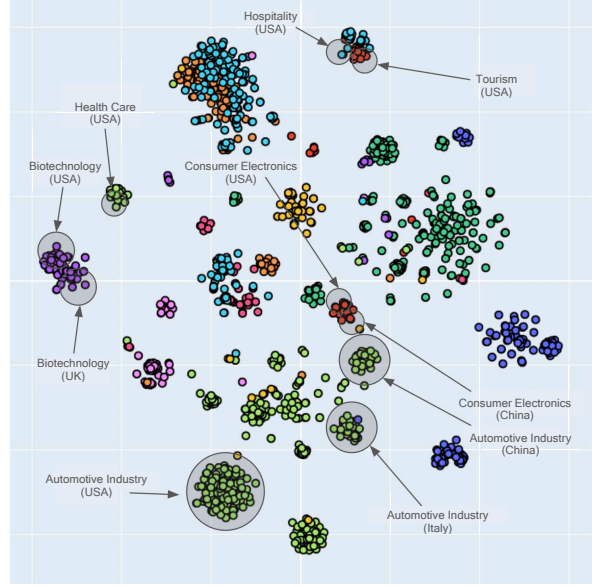 Hospitality
(USA)
Tourism
(USA)
Health Care
(USA)
Biotechnology
(USA)
Consumer Electronics
(USA)
Biotechnology
(UK)
Consumer Electronics
(China)
Automotive Industry
(China)
Automotive Industry
(USA)
Automotive Industry
(Italy)